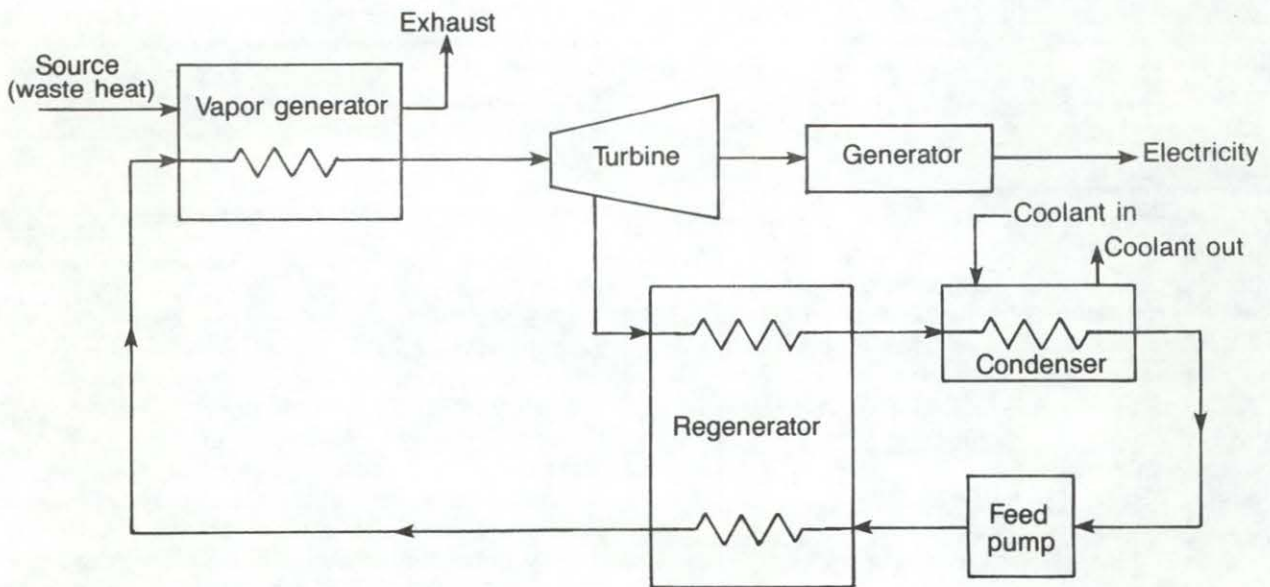 Exhaust
Source
(waste heat)
Vapor generator
Turbine
Generator
Electricity
Coolant in
Coolant out
Condenser
Regenerator
Feed
pump